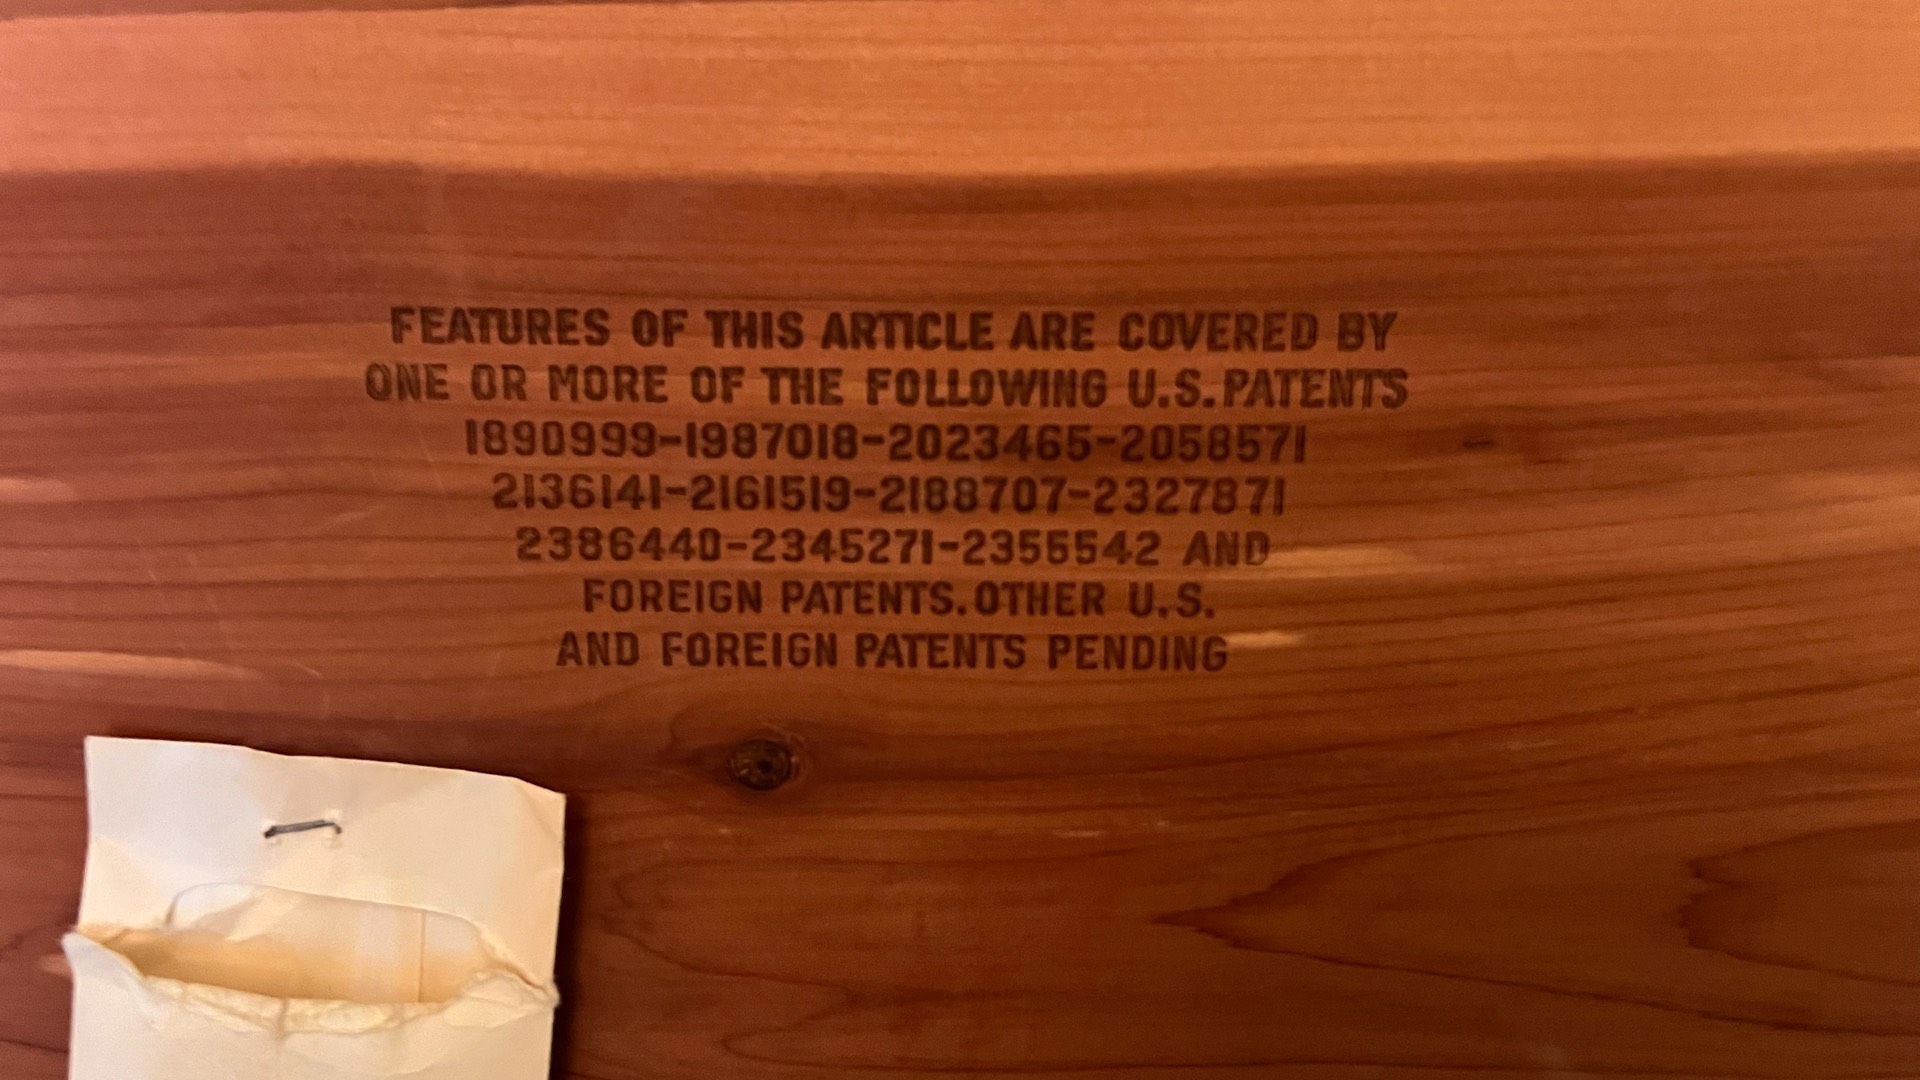 FEATURES OF THIS ARTICLE ARE COVERED BY
ONE OR MORE OF THE FOLLOWING U.S. PATENTS
1890999-1987018-2023465-2058571
2136141-2161519-2188707-2327871
2386440-2345271-2356542 AND
FOREIGN PATENTS. OTHER U.S.
AND FOREIGN PATENTS PENDING